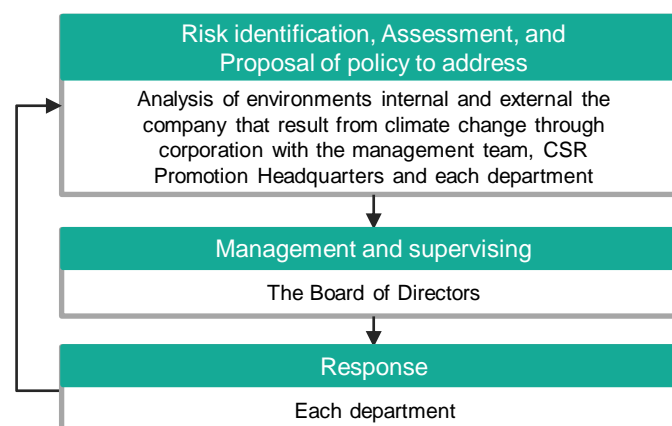 Risk identification, Assessment, and
Proposal of policy to address
Analysis of environments internal and external the
company that result from climate change through
corporation with the management team, CSR
Promotion Headquarters and each department
Management and supervising
The Board of Directors
Response
Each department